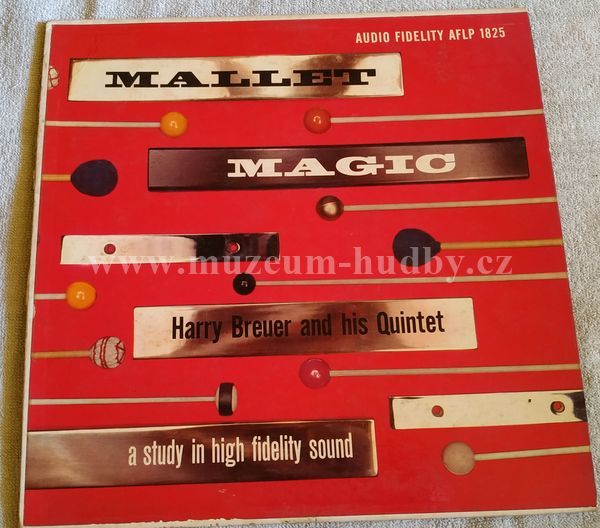 AUDIO FIDELITY AFLP 1825
MALLET
MAGIC
www.muzeum-hudby.cz
Harry Breuer and his Quintet
a study in high fidelity sound